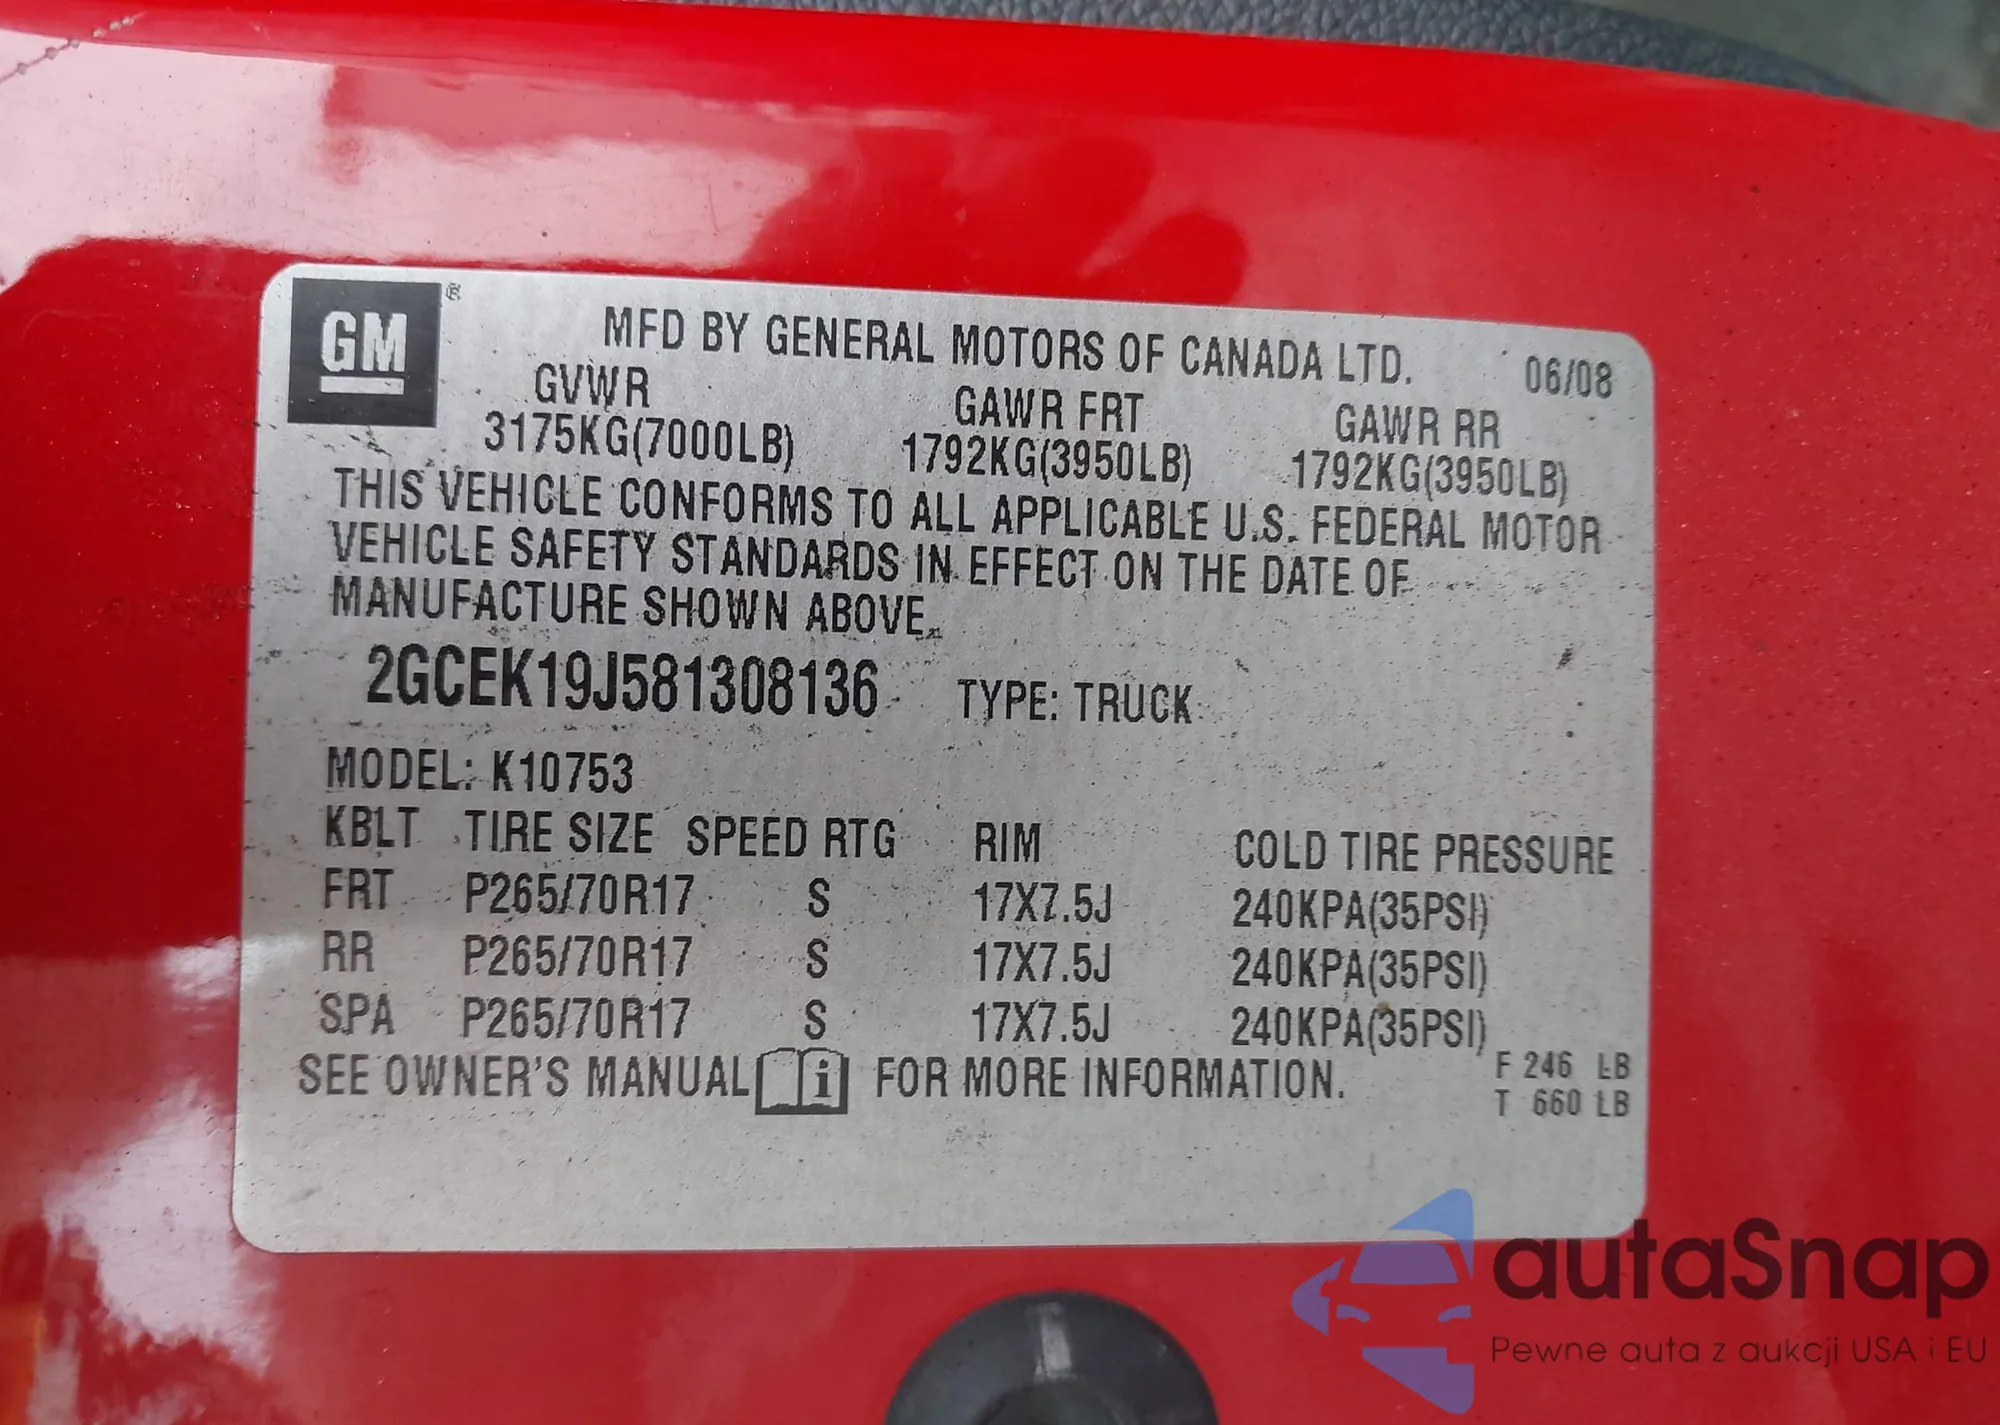 GM ®
MFD BY GENERAL MOTORS OF CANADA LTD. 06/08
GVWR GAWR FRT GAWR RR
3175KG(7000LB) 1792KG(3950LB) 1792KG(3950LB)
THIS VEHICLE CONFORMS TO ALL APPLICABLE U.S. FEDERAL MOTOR
VEHICLE SAFETY STANDARDS IN EFFECT ON THE DATE OF
MANUFACTURE SHOWN ABOVE.
2GCEK19J581308136 TYPE: TRUCK
MODEL: K10753
KBLT TIRE SIZE SPEED RTG RIM COLD TIRE PRESSURE
FRT P265/70R17 S 17X7.5J 240KPA(35PSI)
RR P265/70R17 S 17X7.5J 240KPA(35PSI)
SPA P265/70R17 S 17X7.5J 240KPA(35PSI)
SEE OWNER'S MANUAL i FOR MORE INFORMATION.
F 246 LB
T 660 LB
autaSnap
Pewne auta z aukcji USA i EU